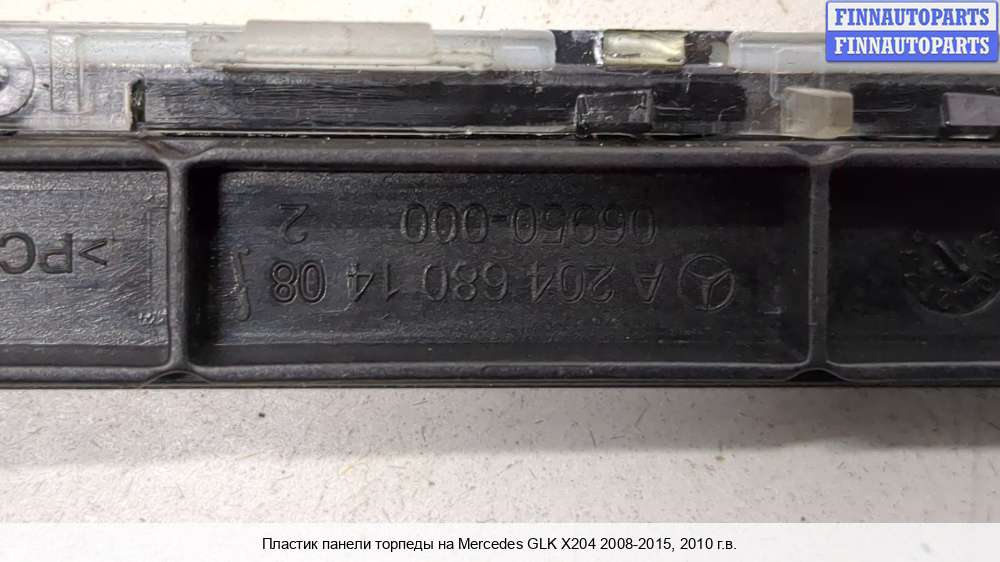 FINNAUTOPARTS
FINNAUTOPARTS
A 204 680 14 08
06950-000 2
>PC
Пластик панели торпеды на Mercedes GLK X204 2008-2015, 2010 г.в.